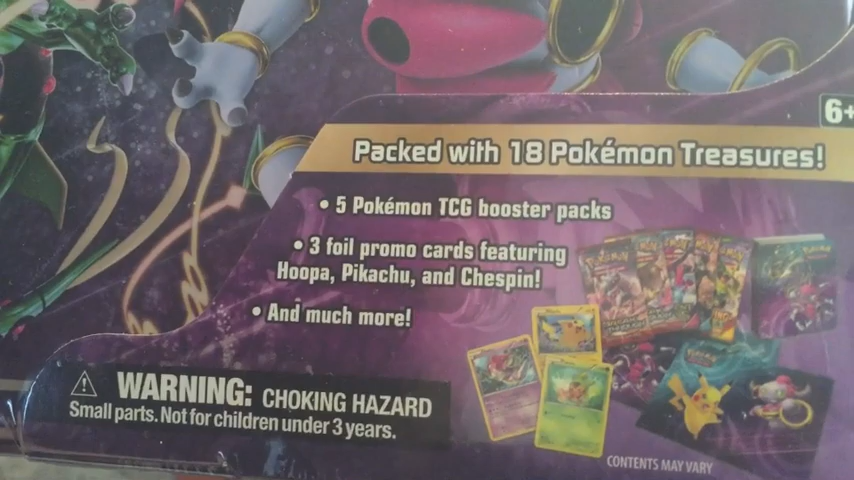 6+
Packed with 18 Pokémon Treasures!
• 5 Pokémon TCG booster packs
• 3 foil promo cards featuring
Hoopa, Pikachu, and Chespin!
• And much more!
WARNING: CHOKING HAZARD
Small parts. Not for children under 3 years.
CONTENTS MAY VARY